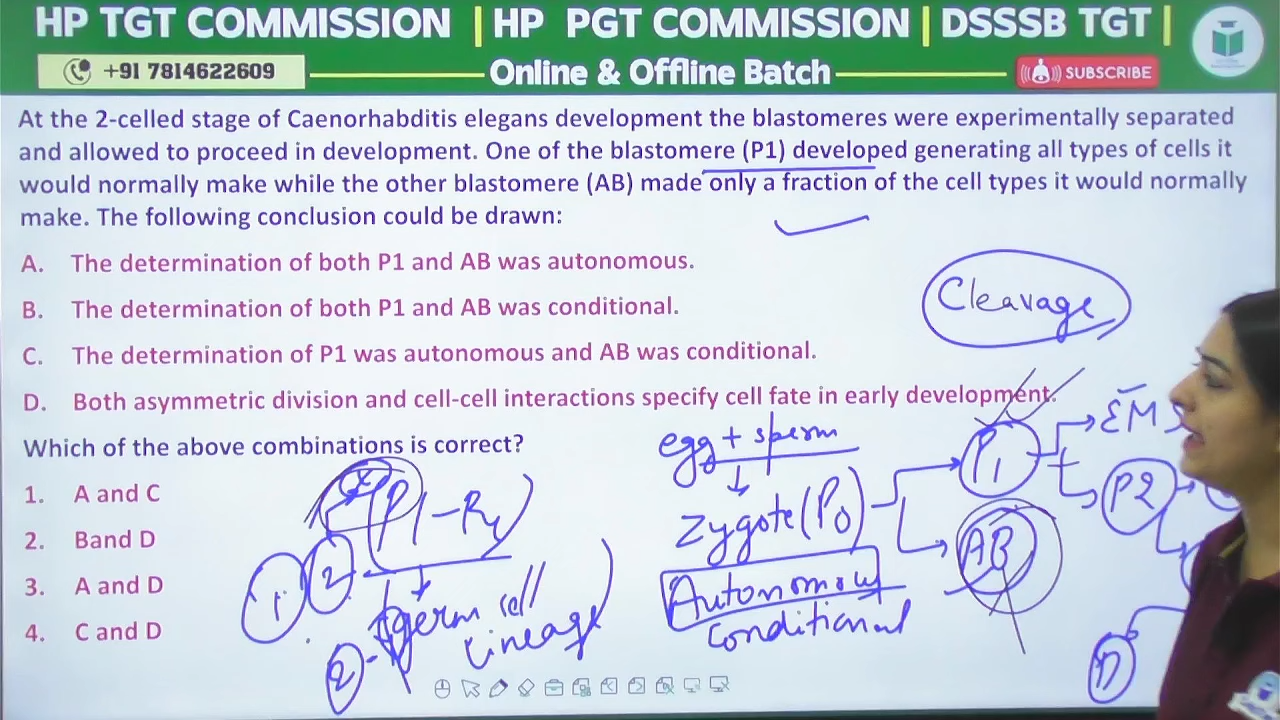 HP TGT COMMISSION | HP PGT COMMISSION | DSSSB TGT |
+91 7814622609
Online & Offline Batch
SUBSCRIBE
At the 2-celled stage of Caenorhabditis elegans development the blastomeres were experimentally separated
and allowed to proceed in development. One of the blastomere (P1) developed generating all types of cells it
would normally make while the other blastomere (AB) made only a fraction of the cell types it would normally
make. The following conclusion could be drawn:
A. The determination of both P1 and AB was autonomous.
B. The determination of both P1 and AB was conditional.
C. The determination of P1 was autonomous and AB was conditional.
D. Both asymmetric division and cell-cell interactions specify cell fate in early development.
Which of the above combinations is correct?
1. A and C
2. Band D
3. A and D
4. C and D
Cleavage
egg + sperm
Zygote (P0)
P1
EMS
P2
AB
Autonomous
Conditional
D
1
2
germ cell
Lineage
2